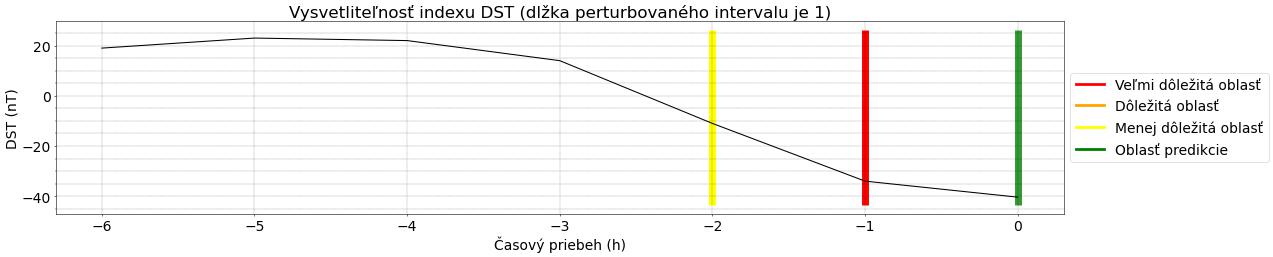 Vysvetliteľnosť indexu DST (dĺžka perturbovaného intervalu je 1)
DST (nT)
20
0
−20
−40
−6
−5
−4
−3
−2
−1
0
Časový priebeh (h)
Veľmi dôležitá oblasť
Dôležitá oblasť
Menej dôležitá oblasť
Oblasť predikcie